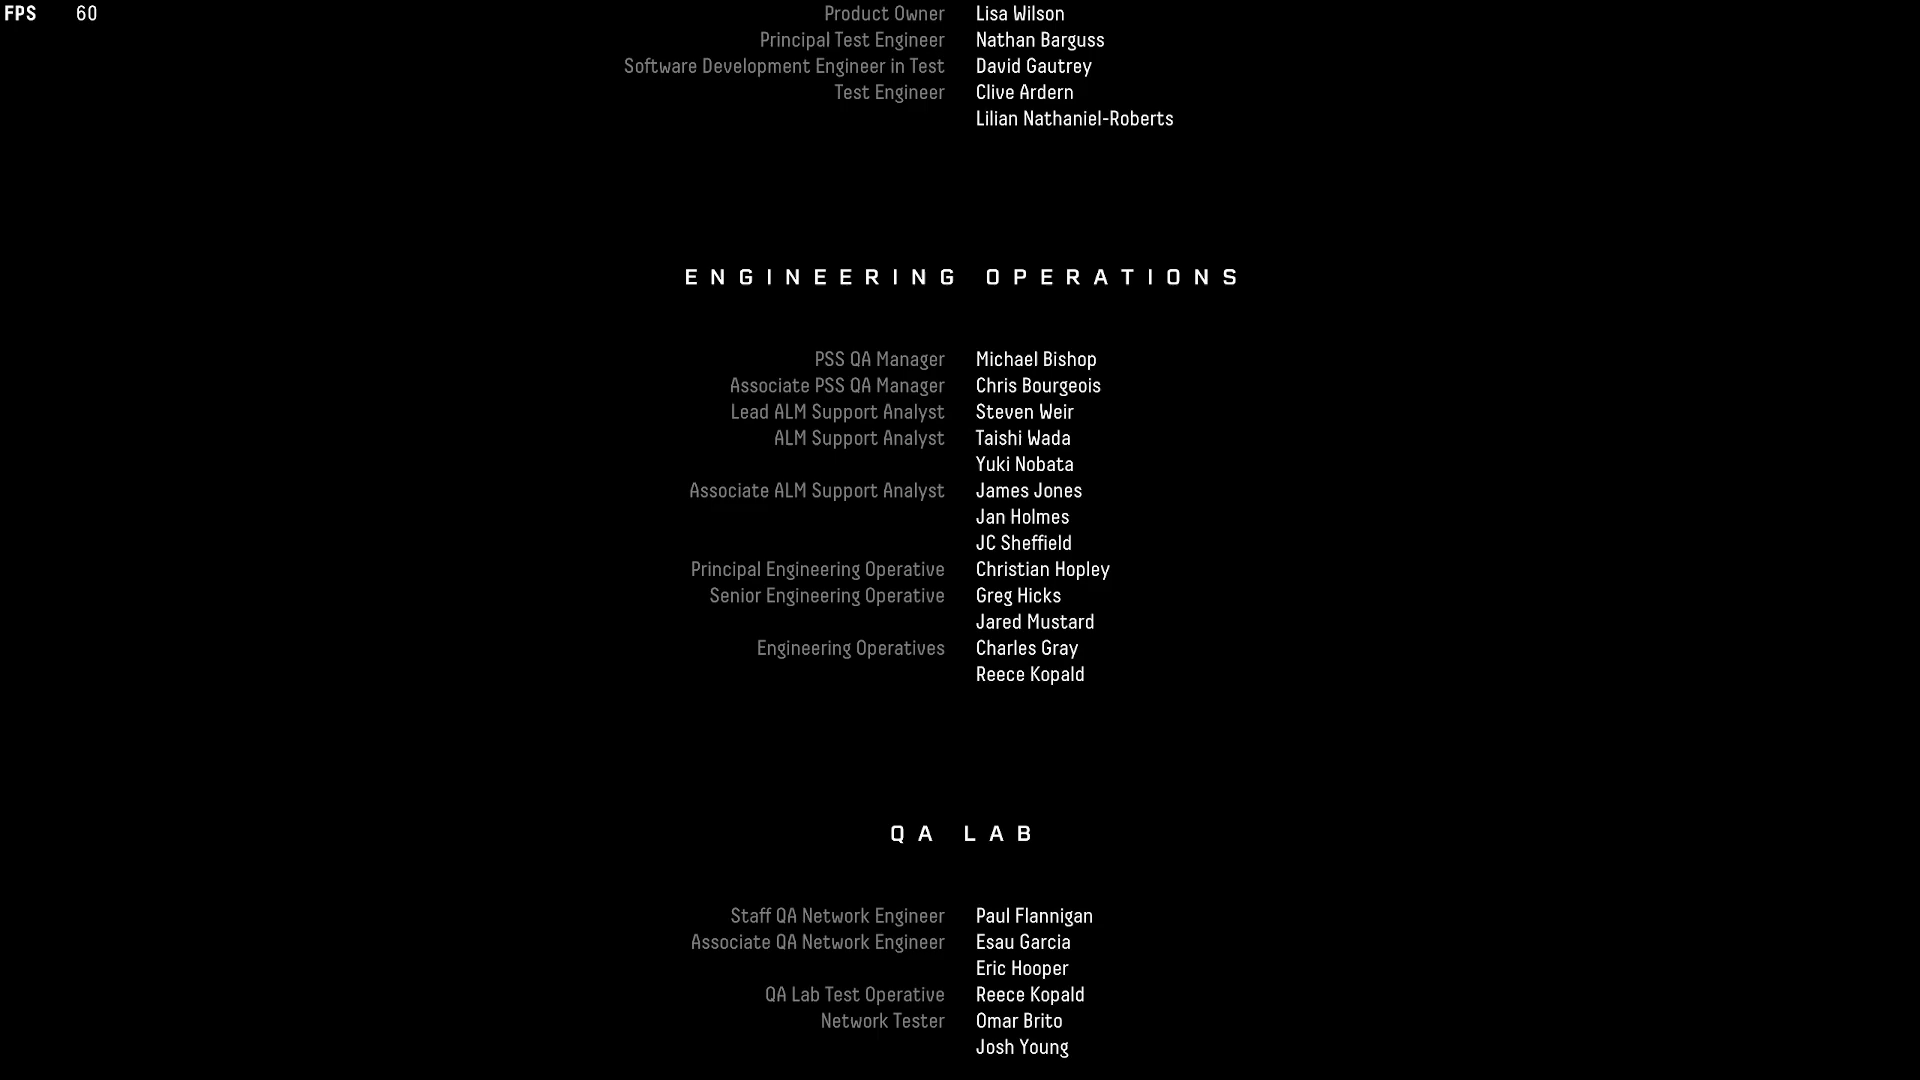 FPS 60
Product Owner Lisa Wilson
Principal Test Engineer Nathan Barguss
Software Development Engineer in Test David Gautrey
Test Engineer Clive Ardern
Lilian Nathaniel-Roberts
ENGINEERING OPERATIONS
PSS QA Manager Michael Bishop
Associate PSS QA Manager Chris Bourgeois
Lead ALM Support Analyst Steven Weir
ALM Support Analyst Taishi Wada
Yuki Nobata
Associate ALM Support Analyst James Jones
Jan Holmes
JC Sheffield
Principal Engineering Operative Christian Hopley
Senior Engineering Operative Greg Hicks
Jared Mustard
Engineering Operatives Charles Gray
Reece Kopald
QA LAB
Staff QA Network Engineer Paul Flannigan
Associate QA Network Engineer Esau Garcia
Eric Hooper
QA Lab Test Operative Reece Kopald
Network Tester Omar Brito
Josh Young